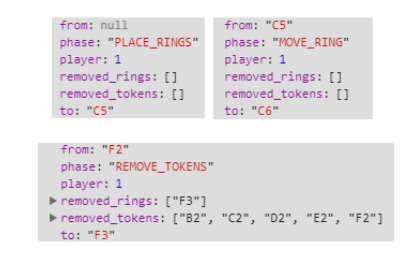 from: null
phase: "PLACE_RINGS"
player: 1
removed_rings: []
removed_tokens: []
to: "C5"
from: "C5"
phase: "MOVE_RING"
player: 1
removed_rings: []
removed_tokens: []
to: "C6"
from: "F2"
phase: "REMOVE_TOKENS"
player: 1
removed_rings: ["F3"]
removed_tokens: ["B2", "C2", "D2", "E2", "F2"]
to: "F3"